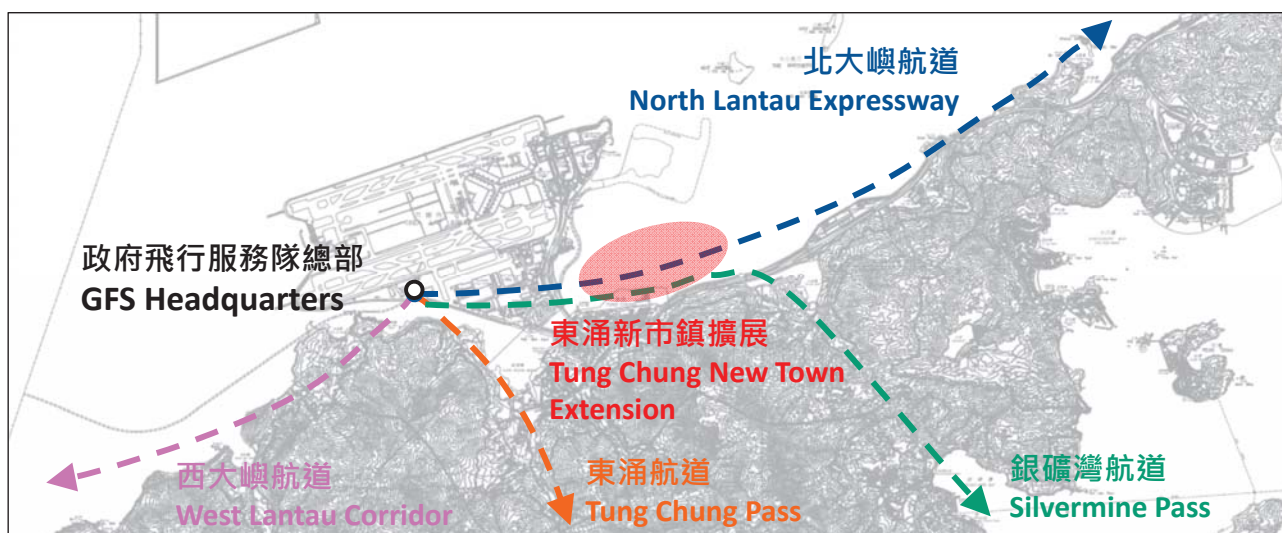 北大嶼航道
North Lantau Expressway
政府飛行服務隊總部
GFS Headquarters
東涌新市鎮擴展
Tung Chung New Town
Extension
西大嶼航道
West Lantau Corridor
東涌航道
Tung Chung Pass
銀礦灣航道
Silvermine Pass